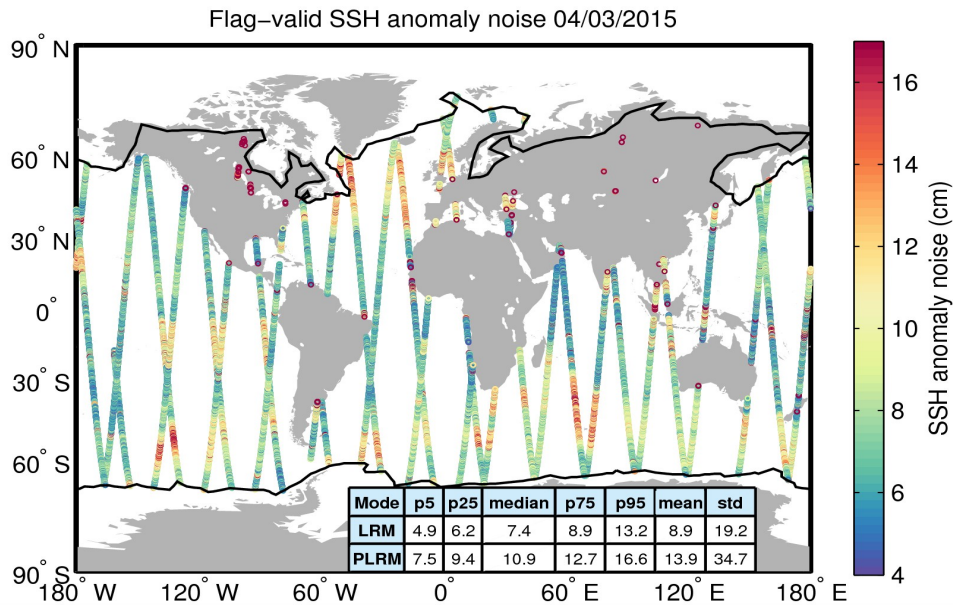 Flag−valid SSH anomaly noise 04/03/2015
90° N
60° N
30° N
0°
30° S
60° S
90° S
180° W
120° W
60° W
0°
60° E
120° E
180° E
Mode p5 p25 median p75 p95 mean std
LRM 4.9 6.2 7.4 8.9 13.2 8.9 19.2
PLRM 7.5 9.4 10.9 12.7 16.6 13.9 34.7
16
14
12
10
8
6
4
SSH anomaly noise (cm)